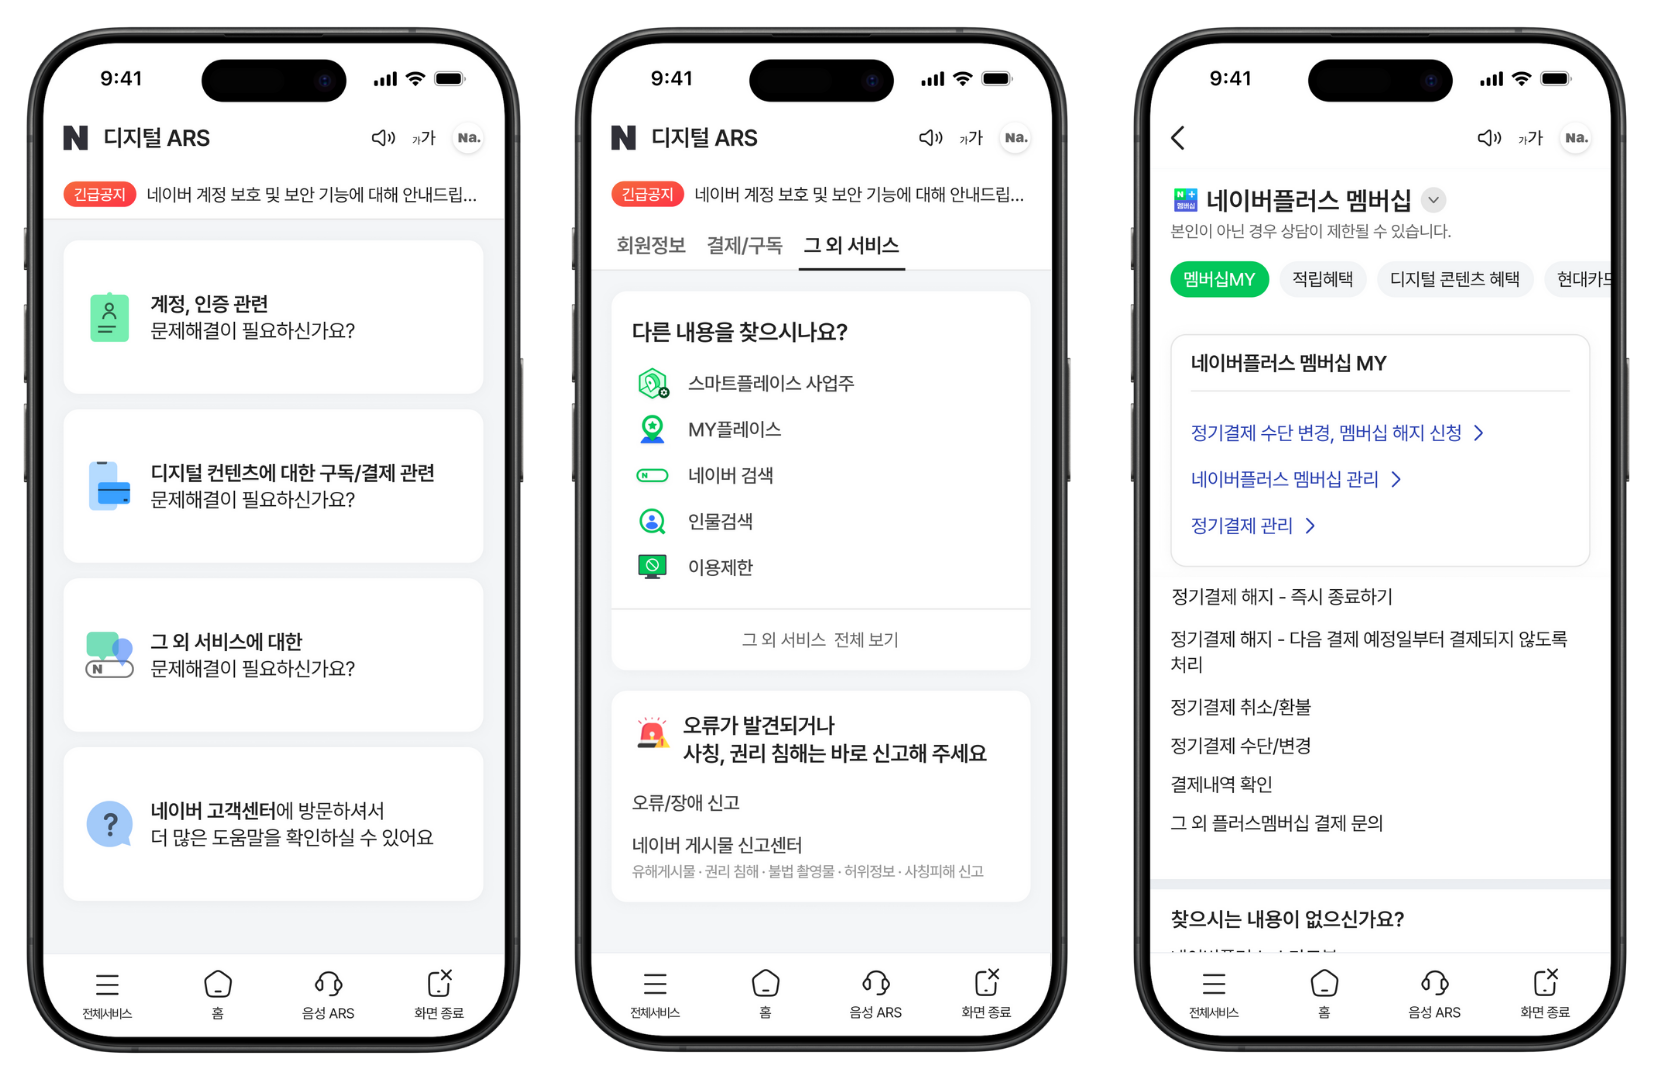 9:41
N 디지털 ARS
가가
Na.
긴급공지 네이버 계정 보호 및 보안 기능에 대해 안내드립...
계정, 인증 관련
문제해결이 필요하신가요?
디지털 컨텐츠에 대한 구독/결제 관련
문제해결이 필요하신가요?
N
그 외 서비스에 대한
문제해결이 필요하신가요?
?
네이버 고객센터에 방문하셔서
더 많은 도움말을 확인하실 수 있어요
전체서비스
홈
음성 ARS
화면 종료
9:41
N 디지털 ARS
가가
Na.
긴급공지 네이버 계정 보호 및 보안 기능에 대해 안내드립...
회원정보 결제/구독 그 외 서비스
다른 내용을 찾으시나요?
스마트플레이스 사업주
MY플레이스
N 네이버 검색
인물검색
이용제한
그 외 서비스 전체 보기
오류가 발견되거나
사칭, 권리 침해는 바로 신고해 주세요
오류/장애 신고
네이버 게시물 신고센터
유해게시물 · 권리 침해 · 불법 촬영물 · 허위정보 · 사칭피해 신고
전체서비스
홈
음성 ARS
화면 종료
9:41
가가
Na.
N +
멤버십
네이버플러스 멤버십
본인이 아닌 경우 상담이 제한될 수 있습니다.
멤버십MY 적립혜택 디지털 콘텐츠 혜택 현대카드
네이버플러스 멤버십 MY
정기결제 수단 변경, 멤버십 해지 신청
네이버플러스 멤버십 관리
정기결제 관리
정기결제 해지 - 즉시 종료하기
정기결제 해지 - 다음 결제 예정일부터 결제되지 않도록
처리
정기결제 취소/환불
정기결제 수단/변경
결제내역 확인
그 외 플러스멤버십 결제 문의
찾으시는 내용이 없으신가요?
전체서비스
홈
음성 ARS
화면 종료